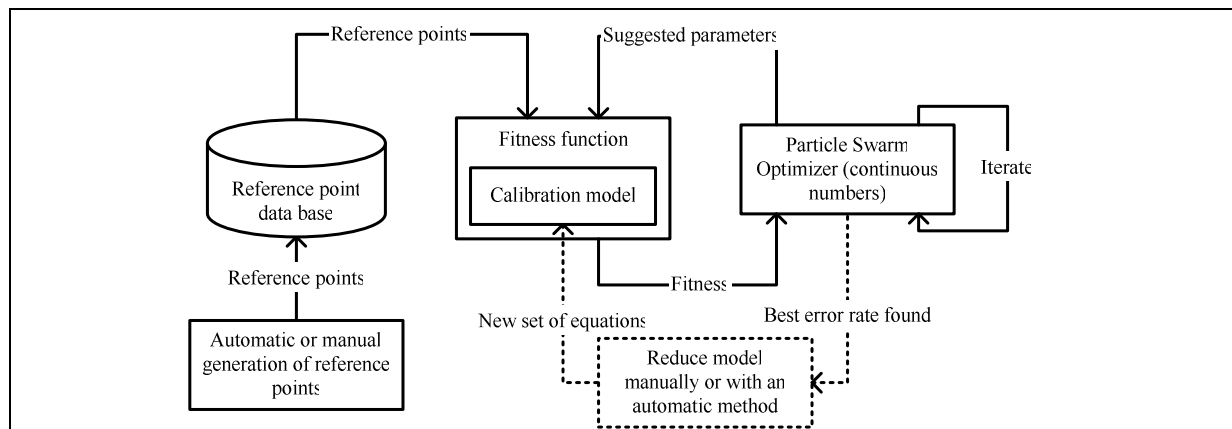 Reference points
Suggested parameters
Fitness function
Calibration model
Particle Swarm
Optimizer (continuous
numbers)
Iterate
Reference point
data base
Reference points
Fitness
New set of equations
Best error rate found
Automatic or manual
generation of reference
points
Reduce model
manually or with an
automatic method